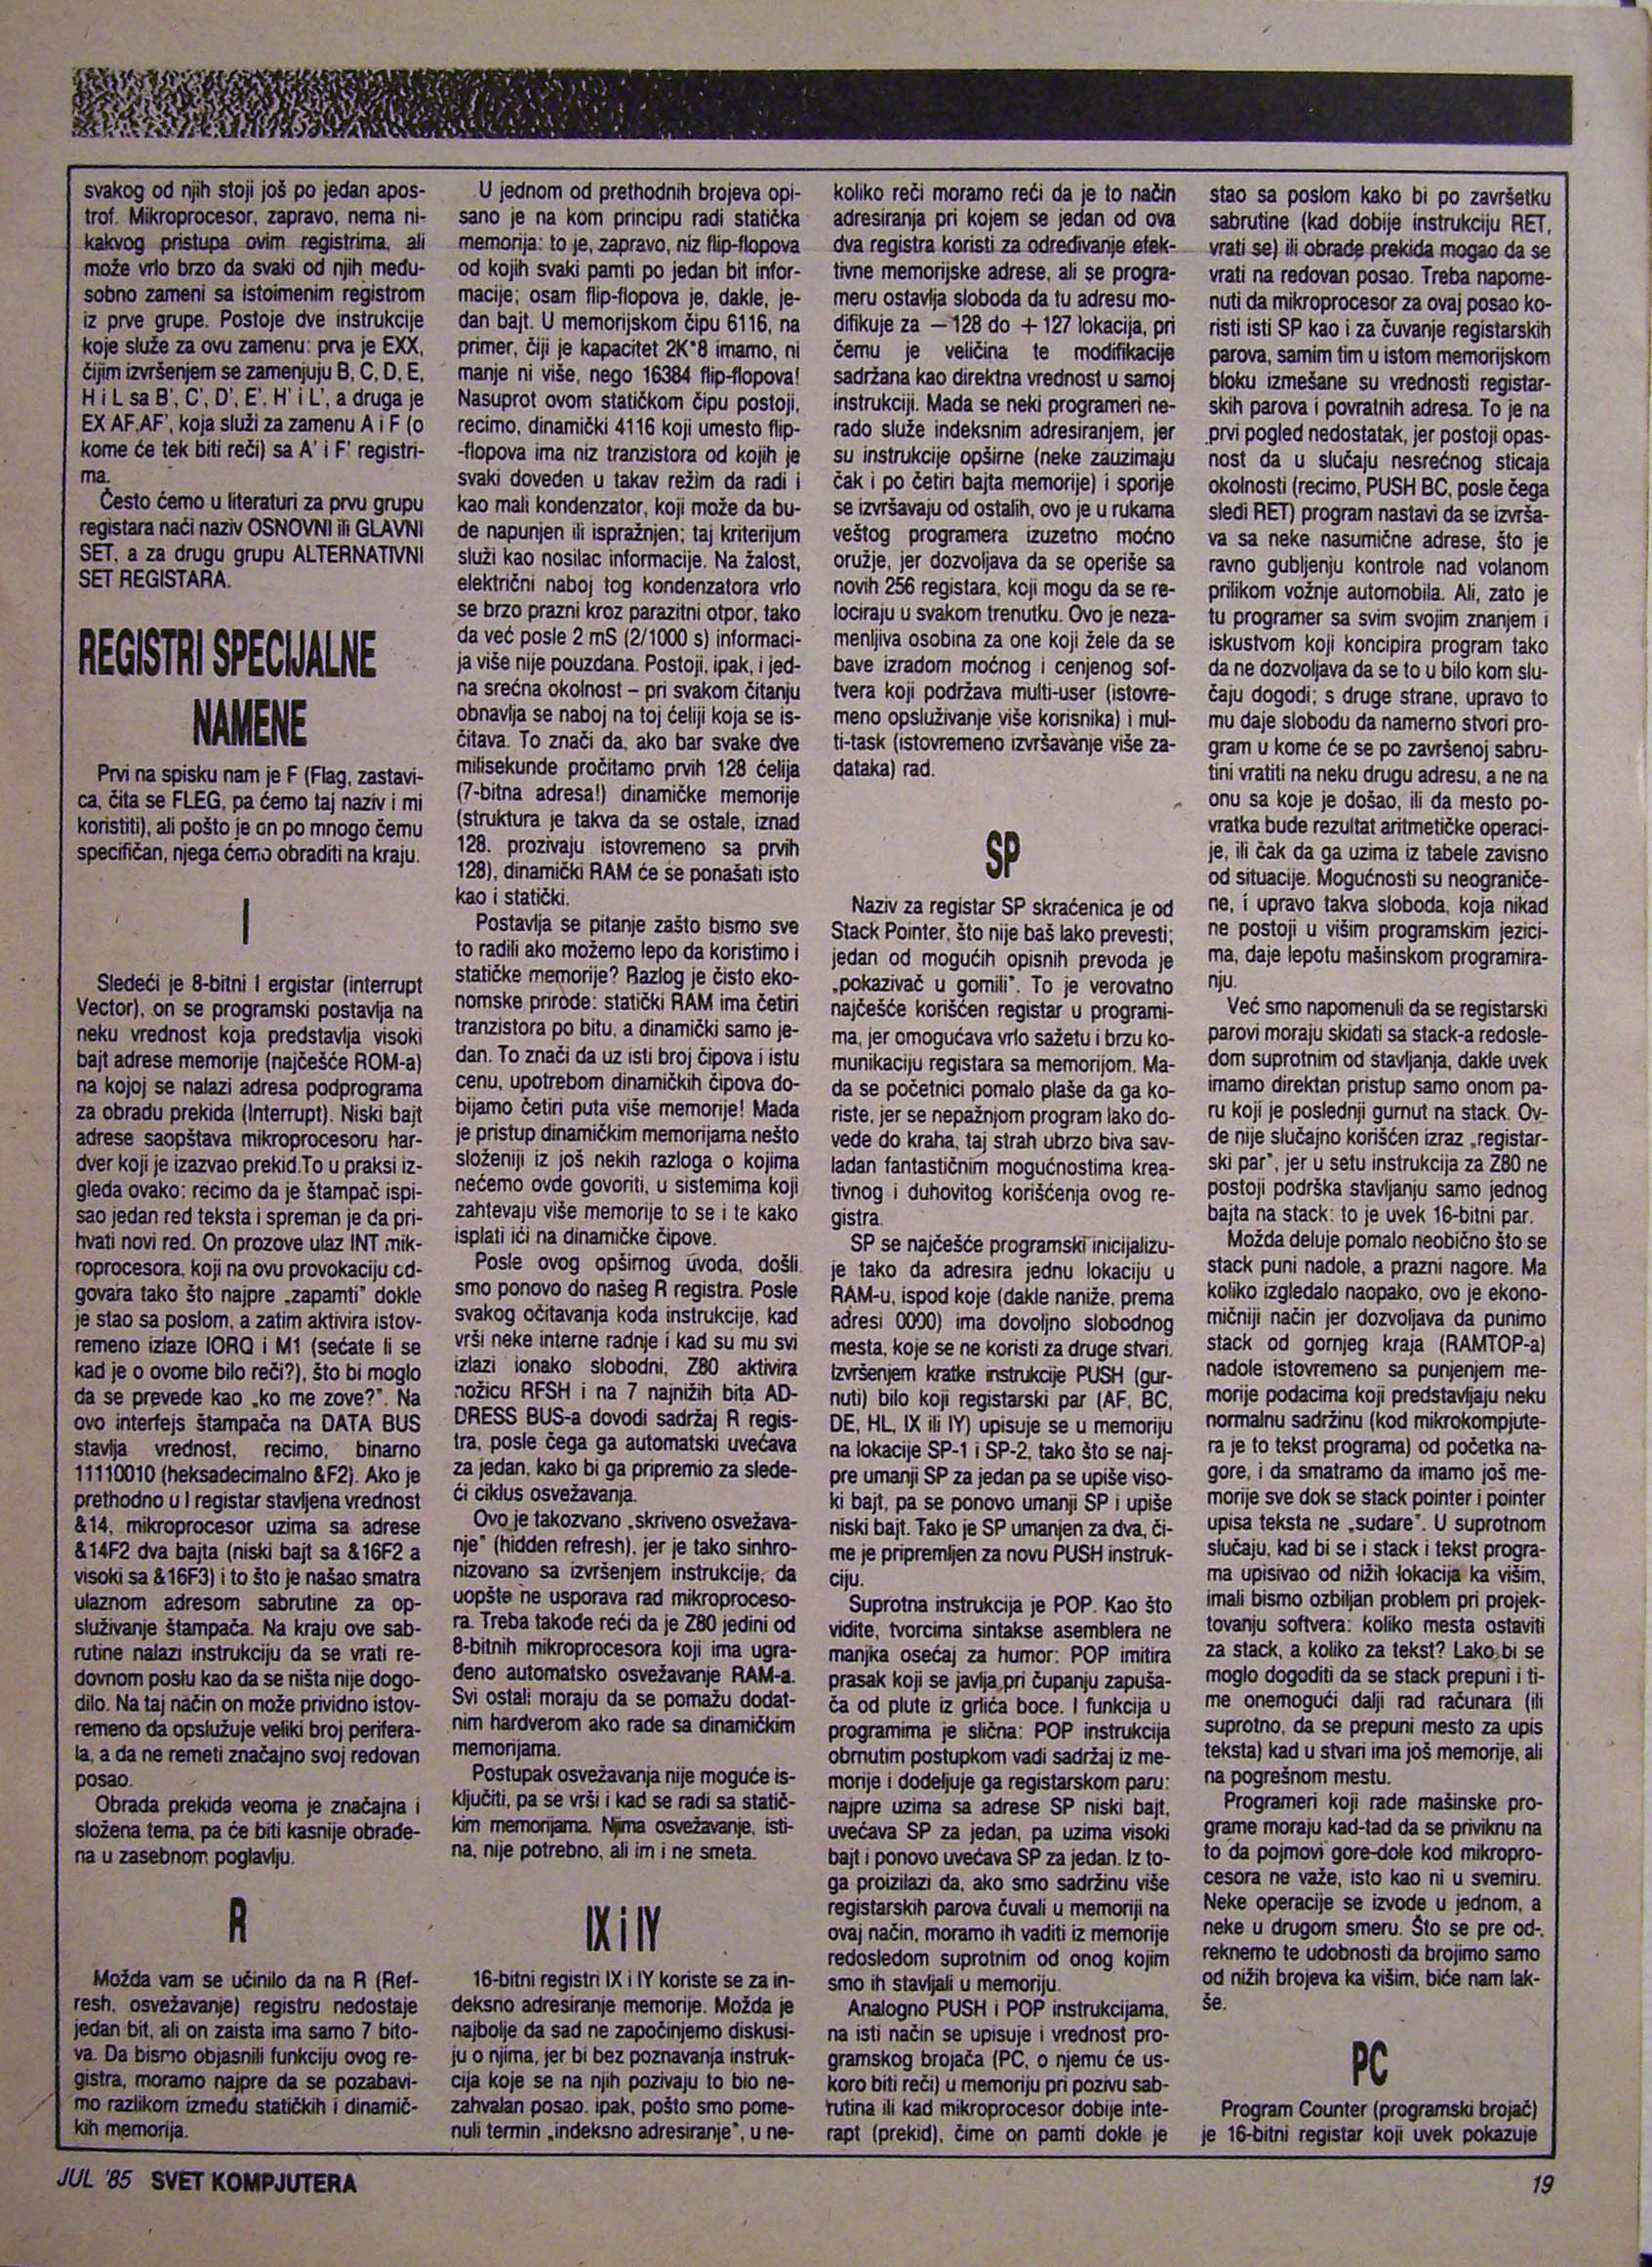 svakog od njih stoji još po jedan apos-
trof. Mikroprocesor, zapravo, nema ni-
kakvog pristupa ovim registrima, ali
može vrlo brzo da svaki od njih među-
sobno zameni sa istoimenim registrom
iz prve grupe. Postoje dve instrukcije
koje služe za ovu zamenu: prva je EXX,
čijim izvršenjem se zamenjuju B, C, D, E,
H i L sa B', C', D', E', H' i L', a druga je
EX AF,AF', koja služi za zamenu A i F (o
kome će tek biti reči) sa A' i F' registri-
ma.
Često ćemo u literaturi za prvu grupu
registara naći naziv OSNOVNI ili GLAVNI
SET, a za drugu grupu ALTERNATIVNI
SET REGISTARA.
REGISTRI SPECIJALNE
NAMENE
Prvi na spisku nam je F (Flag, zastavi-
ca, čita se FLEG, pa ćemo taj naziv i mi
koristiti), ali pošto je on po mnogo čemu
specifičan, njega ćemo obraditi na kraju.
I
Sledeći je 8-bitni I ergistar (interrupt
Vector), on se programski postavlja na
neku vrednost koja predstavlja visoki
bajt adrese memorije (najčešće ROM-a)
na kojoj se nalazi adresa podprograma
za obradu prekida (Interrupt). Niski bajt
adrese saopštava mikroprocesoru har-
dver koji je izazvao prekid.To u praksi iz-
gleda ovako: recimo da je štampač ispi-
sao jedan red teksta i spreman je da pri-
hvati novi red. On prozove ulaz INT mik-
roprocesora, koji na ovu provokaciju od-
govara tako što najpre „zapamti" dokle
je stao sa poslom, a zatim aktivira istov-
remeno izlaze IORQ i M1 (sećate li se
kad je o ovome bilo reči?), što bi moglo
da se prevede kao „ko me zove?". Na
ovo interfejs štampača na DATA BUS
stavlja vrednost, recimo, binarno
11110010 (heksadecimalno &F2). Ako je
prethodno u I registar stavljena vrednost
&14, mikroprocesor uzima sa adrese
&14F2 dva bajta (niski bajt sa &16F2 a
visoki sa &16F3) i to što je našao smatra
ulaznom adresom sabrutine za op-
služivanje štampača. Na kraju ove sab-
rutine nalazi instrukciju da se vrati re-
dovnom poslu kao da se ništa nije dogo-
dilo. Na taj način on može prividno istov-
remeno da opslužuje veliki broj perifera-
la, a da ne remeti značajno svoj redovan
posao.
Obrada prekida veoma je značajna i
složena tema, pa će biti kasnije obrađe-
na u zasebnom poglavlju.
R
Možda vam se učinilo da na R (Ref-
resh, osvežavanje) registru nedostaje
jedan bit, ali on zaista ima samo 7 bito-
va. Da bismo objasnili funkciju ovog re-
gistra, moramo najpre da se pozabavi-
mo razlikom između statičkih i dinamič-
kih memorija.
U jednom od prethodnih brojeva opi-
sano je na kom principu radi statička
memorija: to je, zapravo, niz flip-flopova
od kojih svaki pamti po jedan bit infor-
macije; osam flip-flopova je, dakle, je-
dan bajt. U memorijskom čipu 6116, na
primer, čiji je kapacitet 2K*8 imamo, ni
manje ni više, nego 16384 flip-flopova!
Nasuprot ovom statičkom čipu postoji,
recimo, dinamički 4116 koji umesto flip-
-flopova ima niz tranzistora od kojih je
svaki doveden u takav režim da radi i
kao mali kondenzator, koji može da bu-
de napunjen ili ispražnjen; taj kriterijum
služi kao nosilac informacije. Na žalost,
električni naboj tog kondenzatora vrlo
se brzo prazni kroz parazitni otpor, tako
da već posle 2 mS (2/1000 s) informaci-
ja više nije pouzdana. Postoji, ipak, i jed-
na srećna okolnost – pri svakom čitanju
obnavlja se naboj na toj ćeliji koja se is-
čitava. To znači da, ako bar svake dve
milisekunde pročitamo prvih 128 ćelija
(7-bitna adresa!) dinamičke memorije
(struktura je takva da se ostale, iznad
128. prozivaju istovremeno sa prvih
128), dinamički RAM će se ponašati isto
kao i statički.
Postavlja se pitanje zašto bismo sve
to radili ako možemo lepo da koristimo i
statičke memorije? Razlog je čisto eko-
nomske prirode: statički RAM ima četiri
tranzistora po bitu, a dinamički samo je-
dan. To znači da uz isti broj čipova i istu
cenu, upotrebom dinamičkih čipova do-
bijamo četiri puta više memorije! Mada
je pristup dinamičkim memorijama nešto
složeniji iz još nekih razloga o kojima
nećemo ovde govoriti, u sistemima koji
zahtevaju više memorije to se i te kako
isplati ići na dinamičke čipove.
Posle ovog opširnog uvoda, došli
smo ponovo do našeg R registra. Posle
svakog očitavanja koda instrukcije, kad
vrši neke interne radnje i kad su mu svi
izlazi ionako slobodni, Z80 aktivira
nožicu RFSH i na 7 najnižih bita AD-
DRESS BUS-a dovodi sadržaj R regis-
tra, posle čega ga automatski uvećava
za jedan, kako bi ga pripremio za slede-
ći ciklus osvežavanja.
Ovo je takozvano „skriveno osvežava-
nje" (hidden refresh), jer je tako sinhro-
nizovano sa izvršenjem instrukcije, da
uopšte ne usporava rad mikroproceso-
ra. Treba takođe reći da je Z80 jedini od
8-bitnih mikroprocesora koji ima ugra-
đeno automatsko osvežavanje RAM-a.
Svi ostali moraju da se pomažu dodat-
nim hardverom ako rade sa dinamičkim
memorijama.
Postupak osvežavanja nije moguće is-
ključiti, pa se vrši i kad se radi sa statič-
kim memorijama. Njima osvežavanje, isti-
na, nije potrebno, ali im i ne smeta.
IX i IY
16-bitni registri IX i IY koriste se za in-
deksno adresiranje memorije. Možda je
najbolje da sad ne započinjemo diskusi-
ju o njima, jer bi bez poznavanja instruk-
cija koje se na njih pozivaju to bio ne-
zahvalan posao. ipak, pošto smo pome-
nuli termin „indeksno adresiranje", u ne-
koliko reči moramo reći da je to način
adresiranja pri kojem se jedan od ova
dva registra koristi za određivanje efek-
tivne memorijske adrese, ali se progra-
meru ostavlja sloboda da tu adresu mo-
difikuje za —128 do +127 lokacija, pri
čemu je veličina te modifikacije
sadržana kao direktna vrednost u samoj
instrukciji. Mada se neki programeri ne-
rado služe indeksnim adresiranjem, jer
su instrukcije opširne (neke zauzimaju
čak i po četiri bajta memorije) i sporije
se izvršavaju od ostalih, ovo je u rukama
veštog programera izuzetno moćno
oružje, jer dozvoljava da se operiše sa
novih 256 registara, koji mogu da se re-
lociraju u svakom trenutku. Ovo je neza-
menljiva osobina za one koji žele da se
bave izradom moćnog i cenjenog sof-
tvera koji podržava multi-user (istovre-
meno opsluživanje više korisnika) i mul-
ti-task (istovremeno izvršavanje više za-
dataka) rad.
SP
Naziv za registar SP skraćenica je od
Stack Pointer, što nije baš lako prevesti;
jedan od mogućih opisnih prevoda je
„pokazivač u gomili". To je verovatno
najčešće korišćen registar u programi-
ma, jer omogućava vrlo sažetu i brzu ko-
munikaciju registara sa memorijom. Ma-
da se početnici pomalo plaše da ga ko-
riste, jer se nepažnjom program lako do-
vede do kraha, taj strah ubrzo biva sav-
ladan fantastičnim mogućnostima krea-
tivnog i duhovitog korišćenja ovog re-
gistra.
SP se najčešće programski inicijalizu-
je tako da adresira jednu lokaciju u
RAM-u, ispod koje (dakle naniže, prema
adresi 0000) ima dovoljno slobodnog
mesta, koje se ne koristi za druge stvari.
Izvršenjem kratke instrukcije PUSH (gur-
nuti) bilo koji registarski par (AF, BC,
DE, HL, IX ili IY) upisuje se u memoriju
na lokacije SP-1 i SP-2, tako što se naj-
pre umanji SP za jedan pa se upiše viso-
ki bajt, pa se ponovo umanji SP i upiše
niski bajt. Tako je SP umanjen za dva, či-
me je pripremljen za novu PUSH instruk-
ciju.
Suprotna instrukcija je POP. Kao što
vidite, tvorcima sintakse asemblera ne
manjka osećaj za humor: POP imitira
prasak koji se javlja pri čupanju zapuša-
ča od plute iz grlića boce. I funkcija u
programima je slična: POP instrukcija
obrnutim postupkom vadi sadržaj iz me-
morije i dodeljuje ga registarskom paru:
najpre uzima sa adrese SP niski bajt,
uvećava SP za jedan, pa uzima visoki
bajt i ponovo uvećava SP za jedan. Iz to-
ga proizilazi da, ako smo sadržinu više
registarskih parova čuvali u memoriji na
ovaj način, moramo ih vaditi iz memorije
redosledom suprotnim od onog kojim
smo ih stavljali u memoriju.
Analogno PUSH i POP instrukcijama,
na isti način se upisuje i vrednost pro-
gramskog brojača (PC, o njemu će us-
koro biti reči) u memoriju pri pozivu sab-
rutina ili kad mikroprocesor dobije inte-
rapt (prekid), čime on pamti dokle je
stao sa poslom kako bi po završetku
sabrutine (kad dobije instrukciju RET,
vrati se) ili obrade prekida mogao da se
vrati na redovan posao. Treba napome-
nuti da mikroprocesor za ovaj posao ko-
risti isti SP kao i za čuvanje registarskih
parova, samim tim u istom memorijskom
bloku izmešane su vrednosti registar-
skih parova i povratnih adresa. To je na
prvi pogled nedostatak, jer postoji opas-
nost da u slučaju nesrećnog sticaja
okolnosti (recimo, PUSH BC, posle čega
sledi RET) program nastavi da se izvrša-
va sa neke nasumične adrese, što je
ravno gubljenju kontrole nad volanom
prilikom vožnje automobila. Ali, zato je
tu programer sa svim svojim znanjem i
iskustvom koji koncipira program tako
da ne dozvoljava da se to u bilo kom slu-
čaju dogodi; s druge strane, upravo to
mu daje slobodu da namerno stvori pro-
gram u kome će se po završenoj sabru-
tini vratiti na neku drugu adresu, a ne na
onu sa koje je došao, ili da mesto po-
vratka bude rezultat aritmetičke operaci-
je, ili čak da ga uzima iz tabele zavisno
od situacije. Mogućnosti su neograniče-
ne, i upravo takva sloboda, koja nikad
ne postoji u višim programskim jezici-
ma, daje lepotu mašinskom programira-
nju.
Već smo napomenuli da se registarski
parovi moraju skidati sa stack-a redosle-
dom suprotnim od stavljanja, dakle uvek
imamo direktan pristup samo onom pa-
ru koji je poslednji gurnut na stack. Ov-
de nije slučajno korišćen izraz „registar-
ski par", jer u setu instrukcija za Z80 ne
postoji podrška stavljanju samo jednog
bajta na stack: to je uvek 16-bitni par.
Možda deluje pomalo neobično što se
stack puni nadole, a prazni nagore. Ma
koliko izgledalo naopako, ovo je ekono-
mičniji način jer dozvoljava da punimo
stack od gornjeg kraja (RAMTOP-a)
nadole istovremeno sa punjenjem me-
morije podacima koji predstavljaju neku
normalnu sadržinu (kod mikrokompjute-
ra je to tekst programa) od početka na-
gore, i da smatramo da imamo još me-
morije sve dok se stack pointer i pointer
upisa teksta ne „sudare". U suprotnom
slučaju, kad bi se i stack i tekst progra-
ma upisivao od nižih lokacija ka višim,
imali bismo ozbiljan problem pri projek-
tovanju softvera: koliko mesta ostaviti
za stack, a koliko za tekst? Lako bi se
moglo dogoditi da se stack prepuni i ti-
me onemogući dalji rad računara (ili
suprotno, da se prepuni mesto za upis
teksta) kad u stvari ima još memorije, ali
na pogrešnom mestu.
Programeri koji rade mašinske pro-
grame moraju kad-tad da se priviknu na
to da pojmovi gore-dole kod mikropro-
cesora ne važe, isto kao ni u svemiru.
Neke operacije se izvode u jednom, a
neke u drugom smeru. Što se pre od-
reknemo te udobnosti da brojimo samo
od nižih brojeva ka višim, biće nam lak-
še.
PC
Program Counter (programski brojač)
je 16-bitni registar koji uvek pokazuje
JUL '85 SVET KOMPJUTERA
19